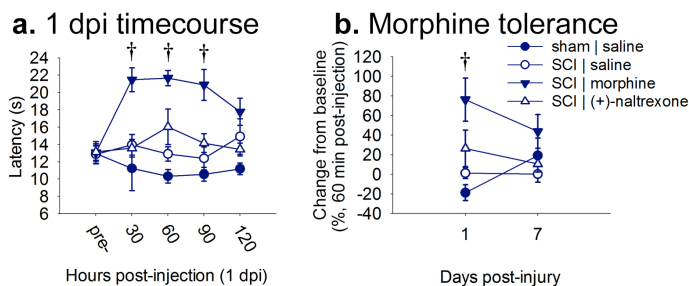 a. 1 dpi timecourse
24
22
20
18
16
14
12
10
8
6
Latency (s)
† † †
pre- 30 60 90 120
Hours post-injection (1 dpi)
b. Morphine tolerance
sham | saline
SCI | saline
SCI | morphine
SCI | (+)-naltrexone
120
100
80
60
40
20
0
-20
-40
Change from baseline
(%, 60 min post-injection)
†
1 7
Days post-injury